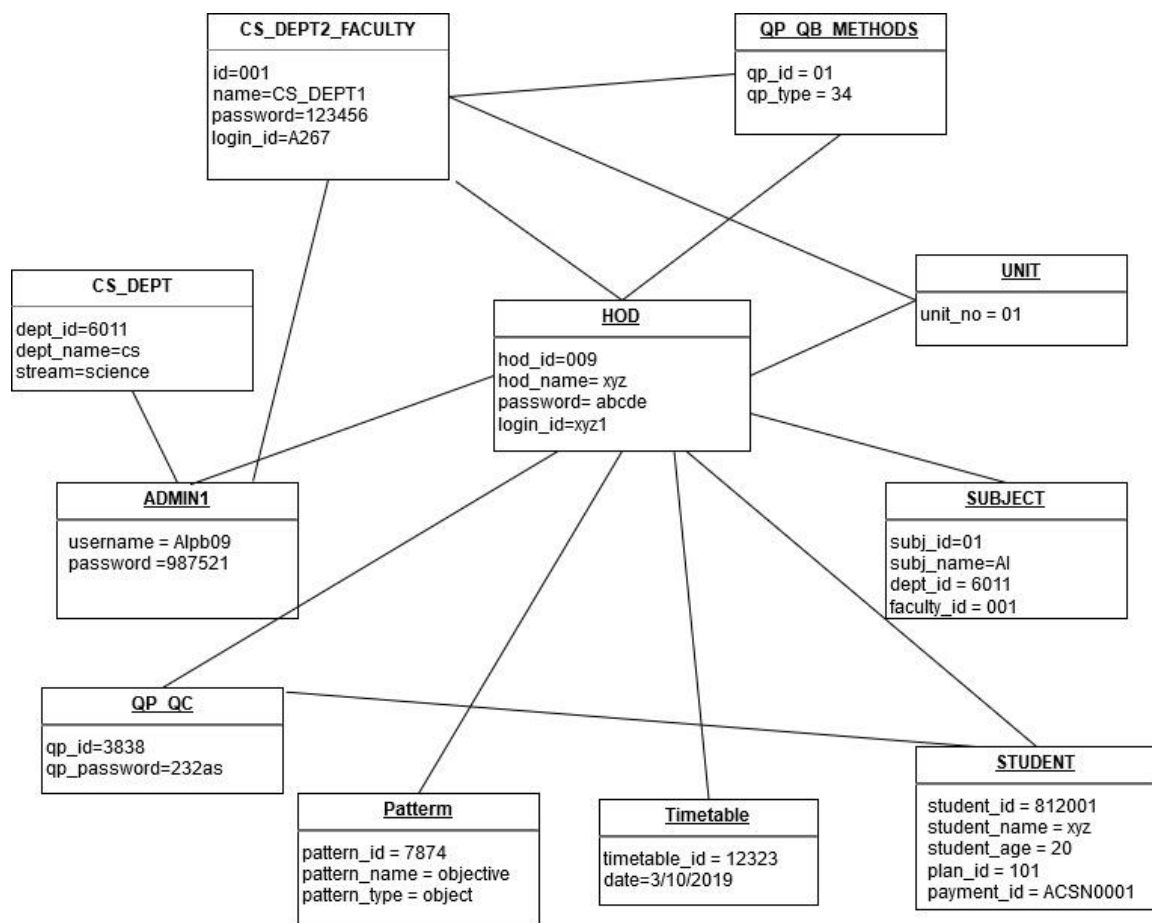 CS_DEPT2_FACULTY
id=001
name=CS_DEPT1
password=123456
login_id=A267
QP_QB_METHODS
qp_id = 01
qp_type = 34
CS_DEPT
dept_id=6011
dept_name=cs
stream=science
HOD
hod_id=009
hod_name= xyz
password= abcde
login_id=xyz1
UNIT
unit_no = 01
ADMIN1
username = Alpb09
password =987521
SUBJECT
subj_id=01
subj_name=AI
dept_id = 6011
faculty_id = 001
QP_QC
qp_id=3838
qp_password=232as
Patterm
pattern_id = 7874
pattern_name = objective
pattern_type = object
Timetable
timetable_id = 12323
date=3/10/2019
STUDENT
student_id = 812001
student_name = xyz
student_age = 20
plan_id = 101
payment_id = ACSN0001